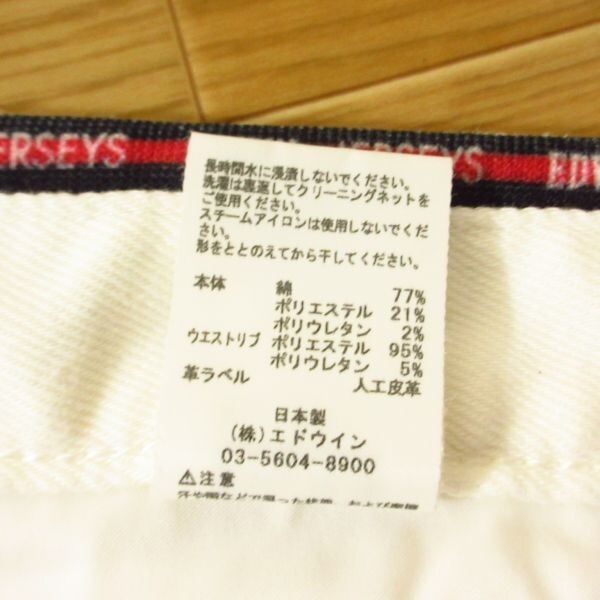 JERSEYS
JERSEYS
長時間水に浸漬しないでください。
洗濯は裏返してクリーニングネットを
ご使用ください。
スチームアイロンは使用しないでくだ
さい。
形をととのえてから干してください。
本体 綿 77%
ポリエステル 21%
ポリウレタン 2%
ウエストリブ ポリエステル 95%
ポリウレタン 5%
革ラベル 人工皮革
日本製
(株)エドウイン
03-5604-8900
⚠注意